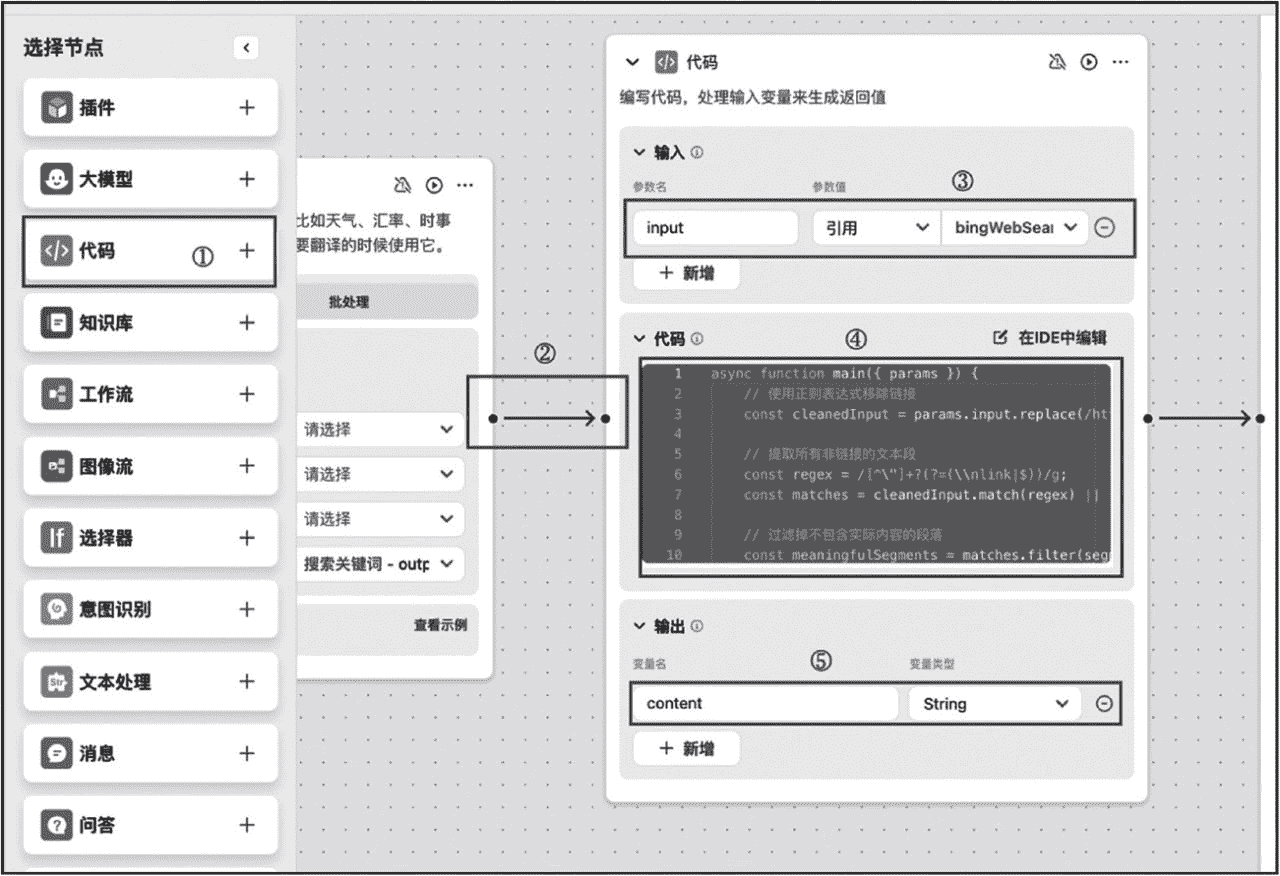 选择节点
插件
大模型
代码
①
知识库
工作流
图像流
If
选择器
意图识别
Str
文本处理
消息
问答
比如天气、汇率、时事
要翻译的时候使用它。
批处理
请选择
请选择
请选择
搜索关键词 - outp
查看示例
②
代码
编写代码，处理输入变量来生成返回值
输入
参数名
参数值
③
input
引用
bingWebSear
+ 新增
代码
④
在IDE中编辑
1 async function main({ params }) {
2 // 使用正则表达式移除链接
3 const cleanedInput = params.input.replace(/ht
4
5 // 提取所有非链接的文本段
6 const regex = /[^\"]+?(?=(\\nlink|$))/g;
7 const matches = cleanedInput.match(regex) ||
8
9 // 过滤掉不包含实际内容的段落
10 const meaningfulSegments = matches.filter(seg
输出
变量名
⑤
变量类型
content
String
+ 新增